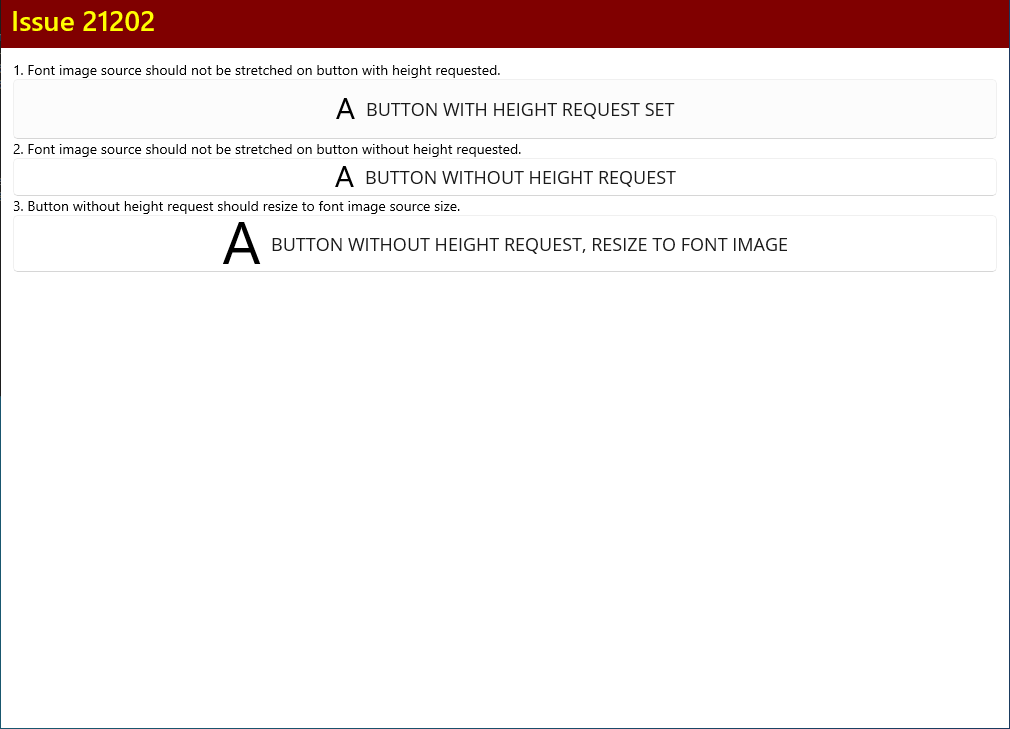 Issue 21202
1. Font image source should not be stretched on button with height requested.
A BUTTON WITH HEIGHT REQUEST SET
2. Font image source should not be stretched on button without height requested.
A BUTTON WITHOUT HEIGHT REQUEST
3. Button without height request should resize to font image source size.
A BUTTON WITHOUT HEIGHT REQUEST, RESIZE TO FONT IMAGE